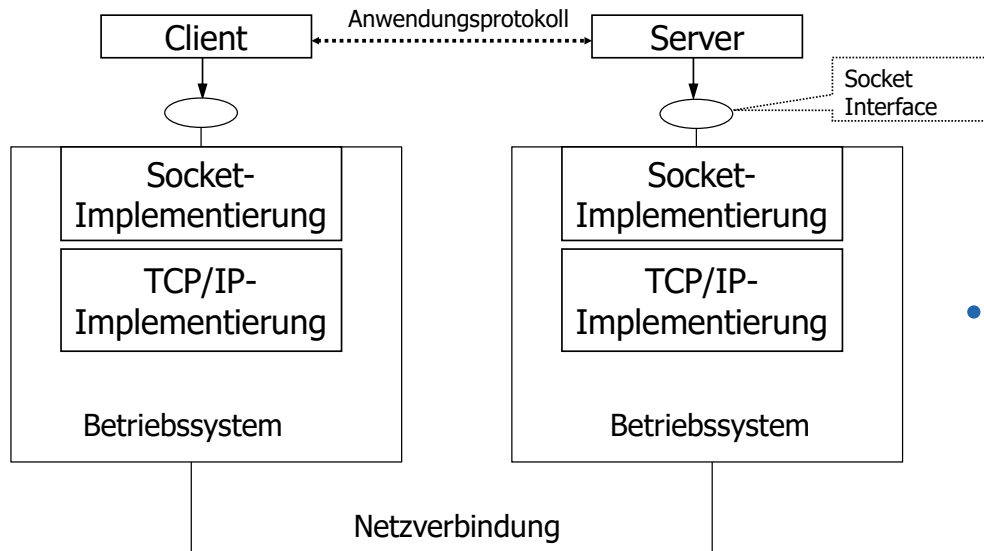 Anwendungsprotokoll
Client
Server
Socket
Interface
Socket-
Implementierung
TCP/IP-
Implementierung
Betriebssystem
Socket-
Implementierung
TCP/IP-
Implementierung
Betriebssystem
Netzverbindung